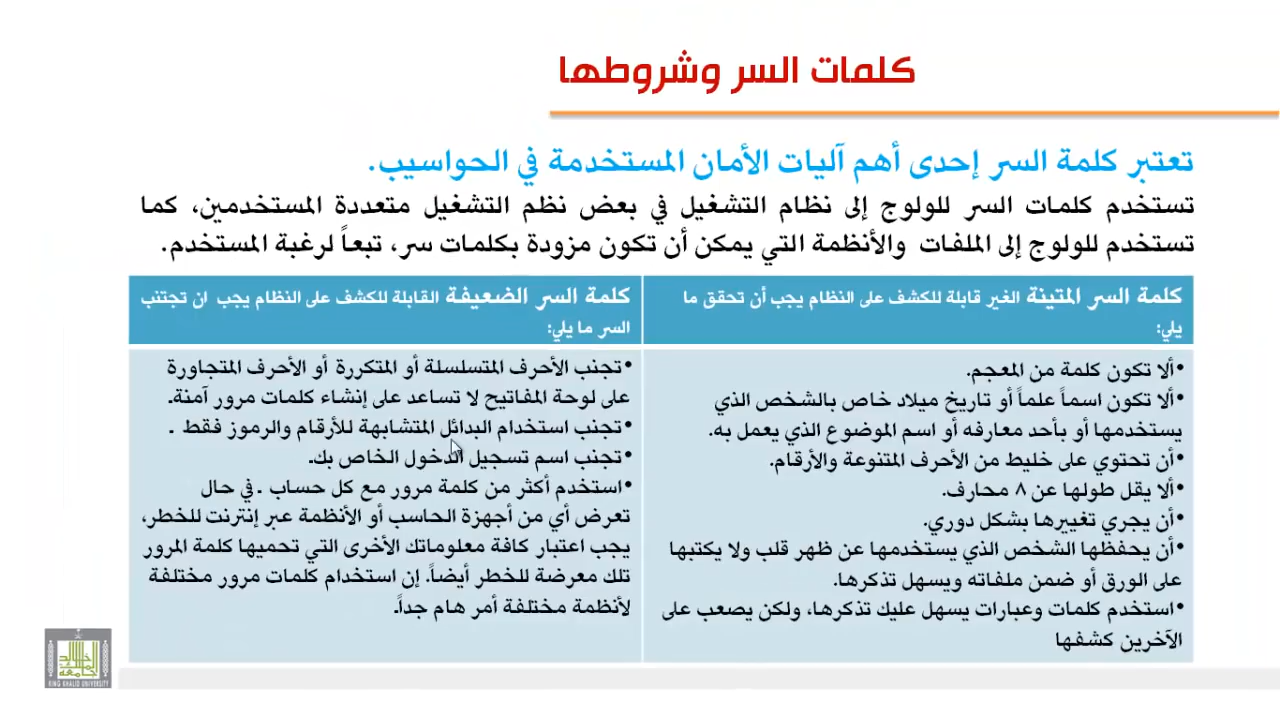 كلمات السر وشروطها
تعتبر كلمة السر إحدى أهم آليات الأمان المستخدمة في الحواسيب.
تستخدم كلمات السر للولوج إلى نظام التشغيل في بعض نظم التشغيل متعددة المستخدمين، كما
تستخدم للولوج إلى الملفات والأنظمة التي يمكن أن تكون مزودة بكلمات سر، تبعاً لرغبة المستخدم.
كلمة السر المتينة الغير قابلة للكشف على النظام يجب أن تحقق ما
يلي:
•ألا تكون كلمة من المعجم.
•ألا تكون اسماً علماً أو تاريخ ميلاد خاص بالشخص الذي
يستخدمها أو بأحد معارفه أو اسم الموضوع الذي يعمل به.
•أن تحتوي على خليط من الأحرف المتنوعة والأرقام.
•ألا يقل طولها عن ٨ محارف.
•أن يجري تغييرها بشكل دوري.
•أن يحفظها الشخص الذي يستخدمها عن ظهر قلب ولا يكتبها
على الورق أو ضمن ملفاته ويسهل تذكرها.
•استخدم كلمات وعبارات يسهل عليك تذكرها، ولكن يصعب على
الآخرين كشفها
كلمة السر الضعيفة القابلة للكشف على النظام يجب ان تجتنب
السر ما يلي:
•تجنب الأحرف المتسلسلة أو المتكررة أو الأحرف المتجاورة
على لوحة المفاتيح لا تساعد على إنشاء كلمات مرور آمنة.
•تجنب استخدام البدائل المتشابهة للأرقام والرموز فقط .
•تجنب اسم تسجيل الدخول الخاص بك.
•استخدم أكثر من كلمة مرور مع كل حساب . في حال
تعرض أي من أجهزة الحاسب أو الأنظمة عبر إنترنت للخطر،
يجب اعتبار كافة معلوماتك الأخرى التي تحميها كلمة المرور
تلك معرضة للخطر أيضاً. إن استخدام كلمات مرور مختلفة
لأنظمة مختلفة أمر هام جداً.
جامعة الملك خالد
KING KHALID UNIVERSITY